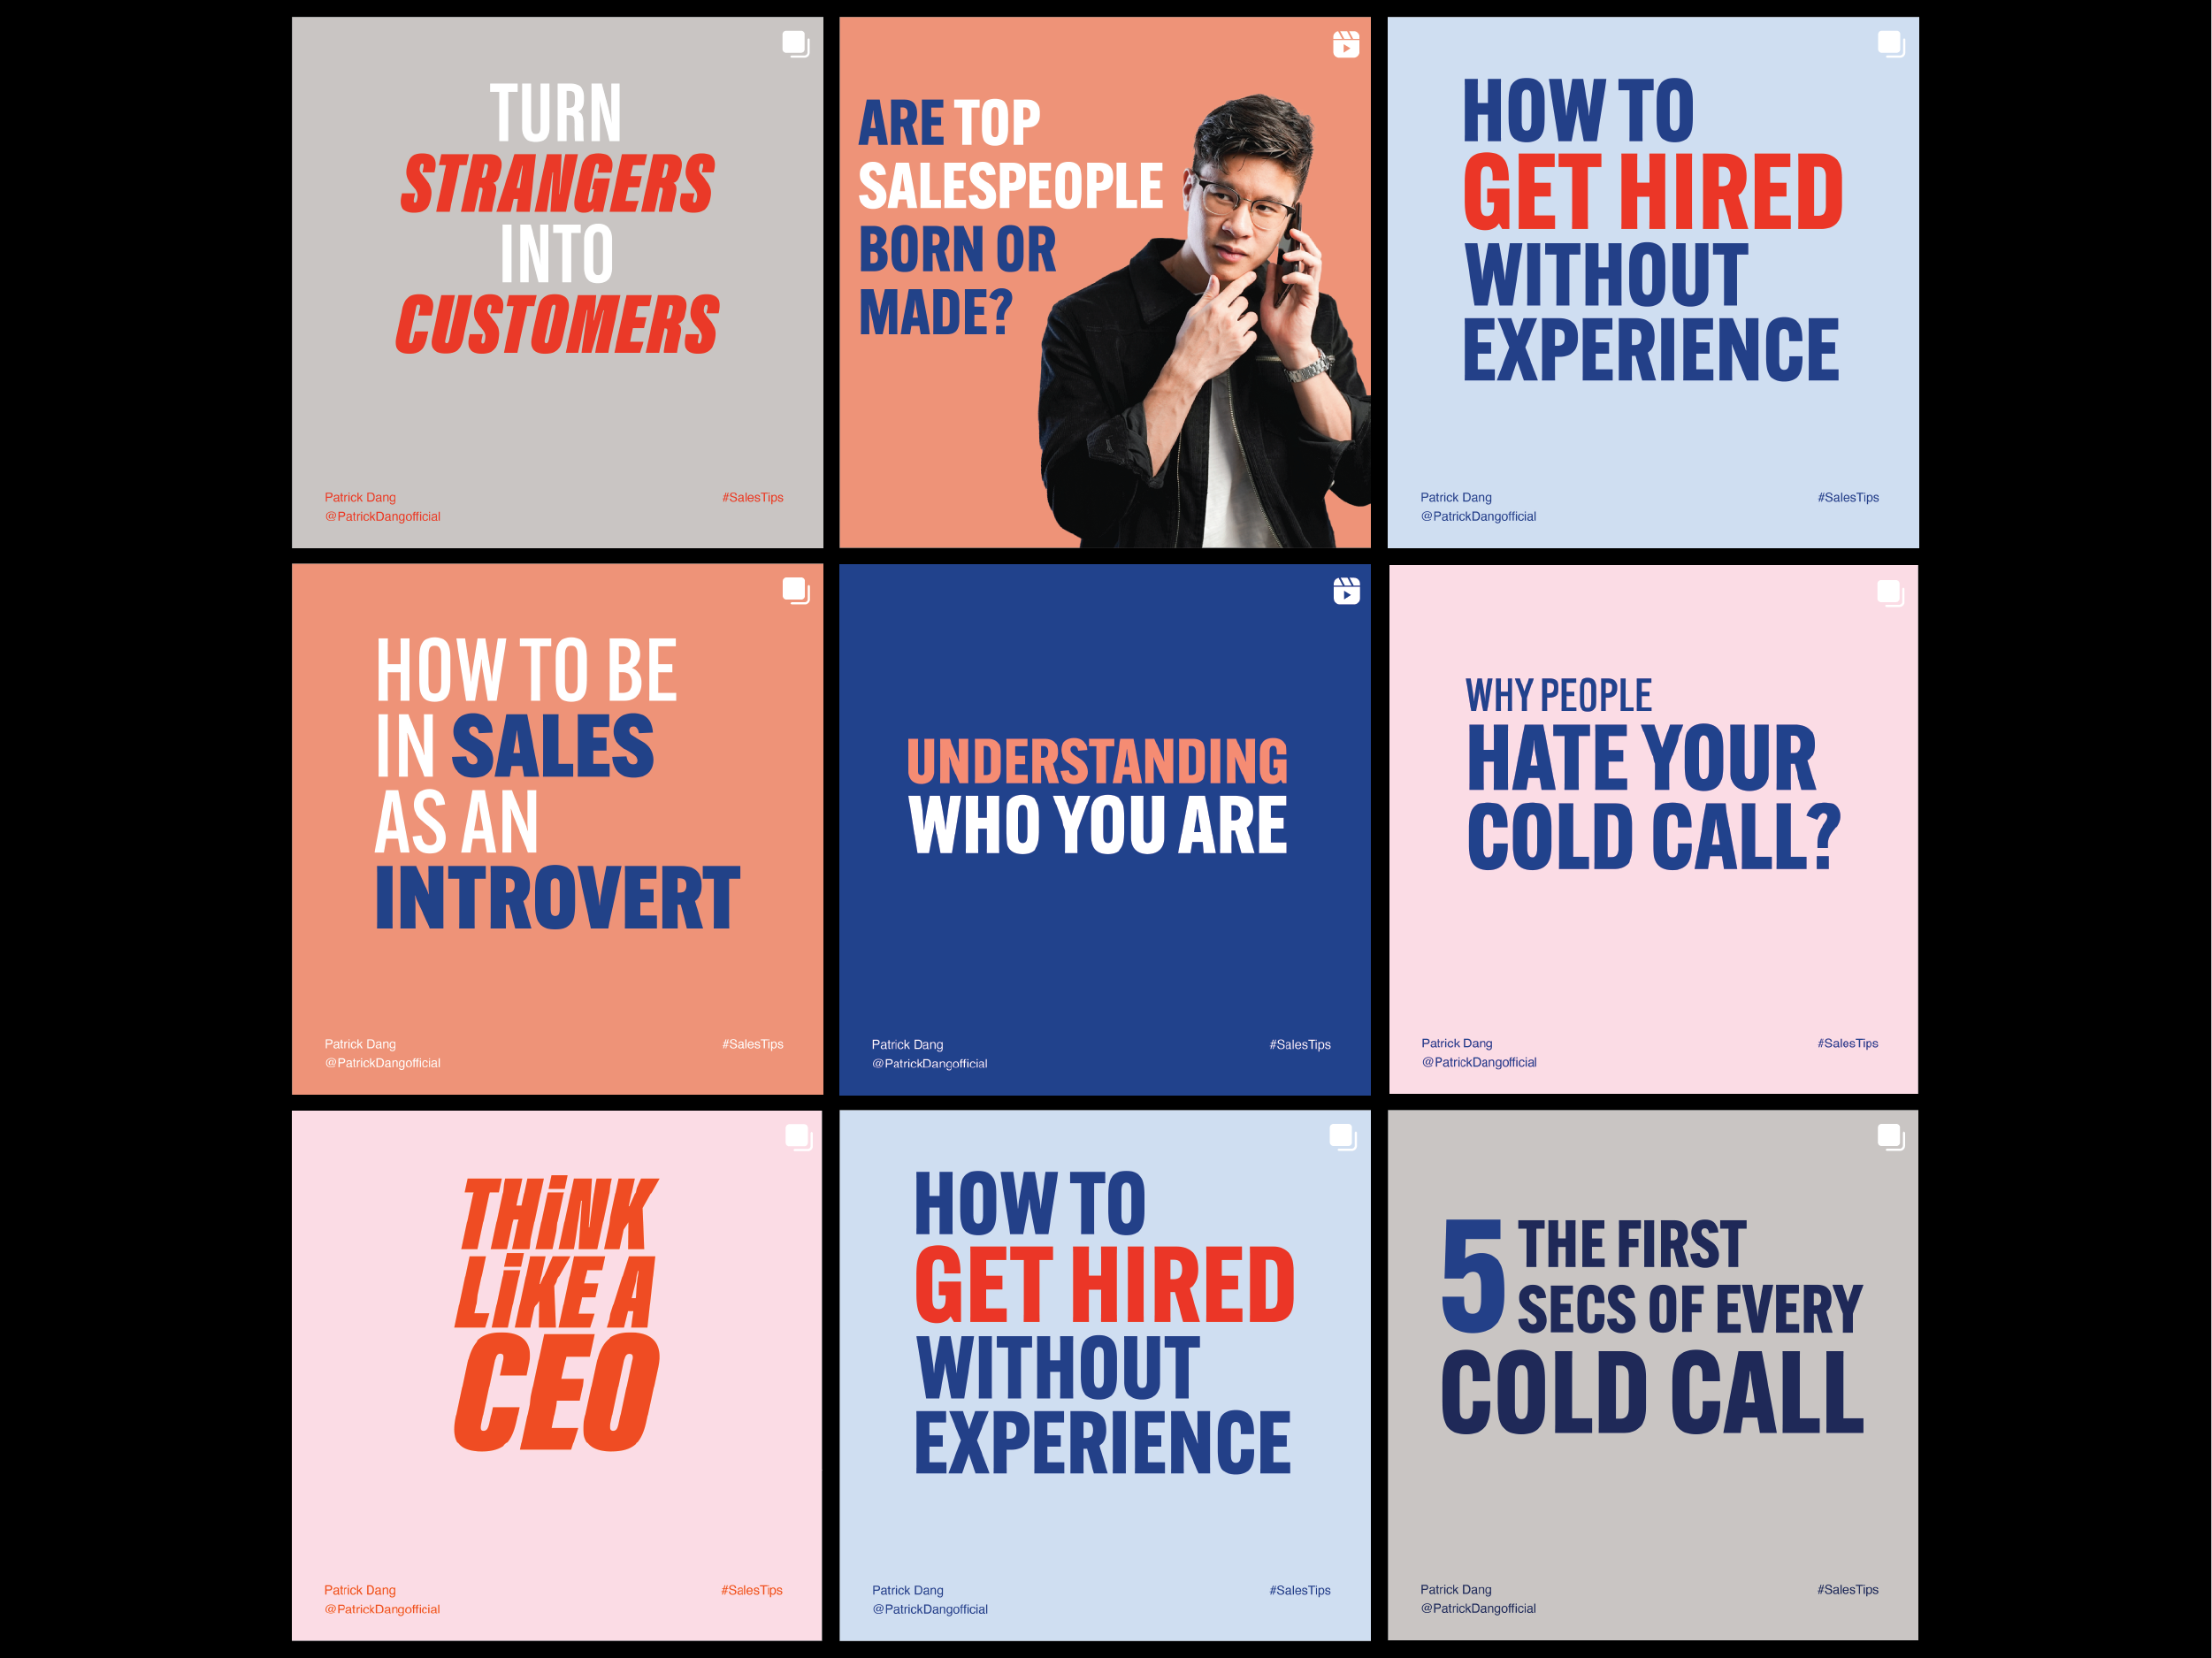 TURN
STRANGERS
INTO
CUSTOMERS
Patrick Dang
@PatrickDangofficial
#SalesTips
ARE TOP
SALESPEOPLE
BORN OR
MADE?
HOW TO
GET HIRED
WITHOUT
EXPERIENCE
Patrick Dang
@PatrickDangofficial
#SalesTips
HOW TO BE
IN SALES
AS AN
INTROVERT
Patrick Dang
@PatrickDangofficial
#SalesTips
UNDERSTANDING
WHO YOU ARE
Patrick Dang
@PatrickDangofficial
#SalesTips
WHY PEOPLE
HATE YOUR
COLD CALL?
Patrick Dang
@PatrickDangofficial
#SalesTips
THiNK
LiKE A
CEO
Patrick Dang
@PatrickDangofficial
#SalesTips
HOW TO
GET HIRED
WITHOUT
EXPERIENCE
Patrick Dang
@PatrickDangofficial
#SalesTips
5 THE FIRST
SECS OF EVERY
COLD CALL
Patrick Dang
@PatrickDangofficial
#SalesTips